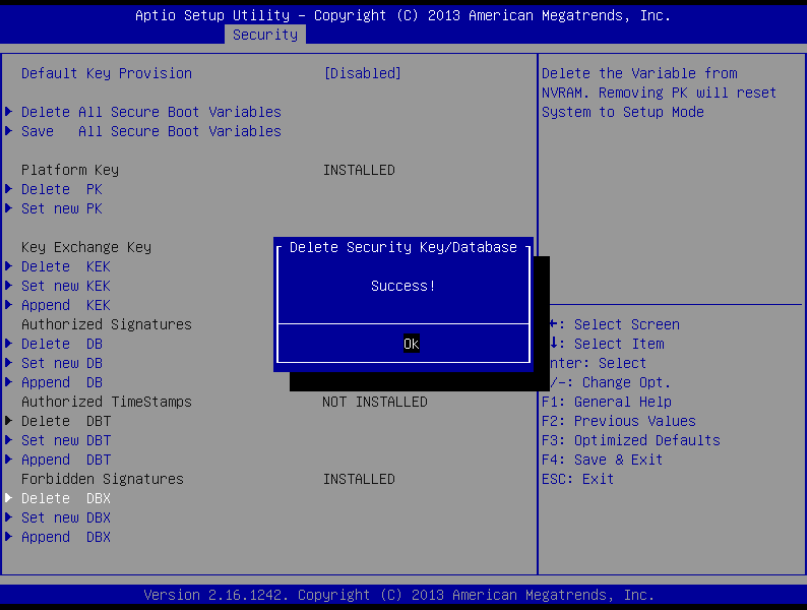 Aptio Setup Utility – Copyright (C) 2013 American Megatrends, Inc.
Security
Default Key Provision [Disabled]
Delete All Secure Boot Variables
Save All Secure Boot Variables
Platform Key INSTALLED
Delete PK
Set new PK
Key Exchange Key
Delete KEK
Set new KEK
Append KEK
Authorized Signatures
Delete DB
Set new DB
Append DB
Authorized TimeStamps NOT INSTALLED
Delete DBT
Set new DBT
Append DBT
Forbidden Signatures INSTALLED
Delete DBX
Set new DBX
Append DBX
Delete Security Key/Database
Success!
Ok
Delete the Variable from
NVRAM. Removing PK will reset
System to Setup Mode
: Select Screen
: Select Item
nter: Select
/-: Change Opt.
F1: General Help
F2: Previous Values
F3: Optimized Defaults
F4: Save & Exit
ESC: Exit
Version 2.16.1242. Copyright (C) 2013 American Megatrends, Inc.